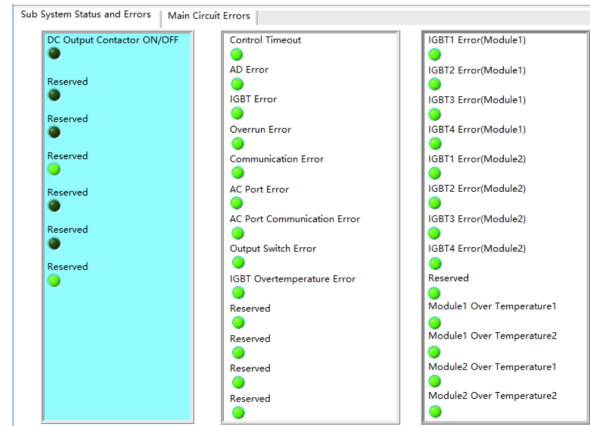 Sub System Status and Errors
Main Circuit Errors
DC Output Contactor ON/OFF
Reserved
Reserved
Reserved
Reserved
Reserved
Reserved
Control Timeout
AD Error
IGBT Error
Overrun Error
Communication Error
AC Port Error
AC Port Communication Error
Output Switch Error
IGBT Overtemperature Error
Reserved
Reserved
Reserved
Reserved
IGBT1 Error(Module1)
IGBT2 Error(Module1)
IGBT3 Error(Module1)
IGBT4 Error(Module1)
IGBT1 Error(Module2)
IGBT2 Error(Module2)
IGBT3 Error(Module2)
IGBT4 Error(Module2)
Reserved
Module1 Over Temperature1
Module1 Over Temperature2
Module2 Over Temperature1
Module2 Over Temperature2